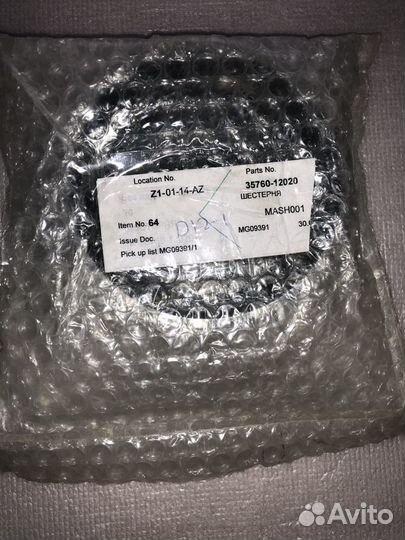 Location No.
Parts No.
Z1-01-14-AZ
35760-12020
ШЕСТЕРНЯ
Item No. 64
MASH001
Issue Doc.
MG09391
30.
Pick up list MG09391/1
Avito